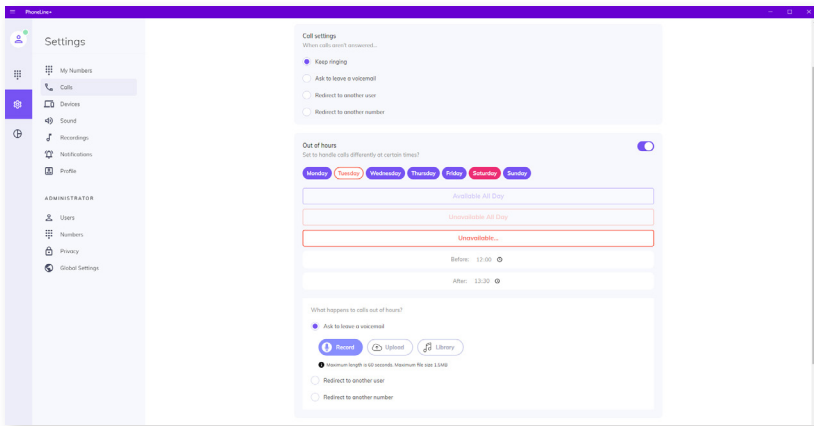 PhoneLine+
Settings
My Numbers
Calls
Devices
Sound
Recordings
Notifications
Profile
ADMINISTRATOR
Users
Numbers
Privacy
Global Settings
Call settings
When calls aren't answered...
Keep ringing
Ask to leave a voicemail
Redirect to another user
Redirect to another number
Out of hours
Set to handle calls differently at certain times?
Monday Tuesday Wednesday Thursday Friday Saturday Sunday
Available All Day
Unavailable All Day
Unavailable...
Before: 12:00
After: 13:30
What happens to calls out of hours?
Ask to leave a voicemail
Record Upload Library
Maximum length is 60 seconds. Maximum file size 1.5MB
Redirect to another user
Redirect to another number